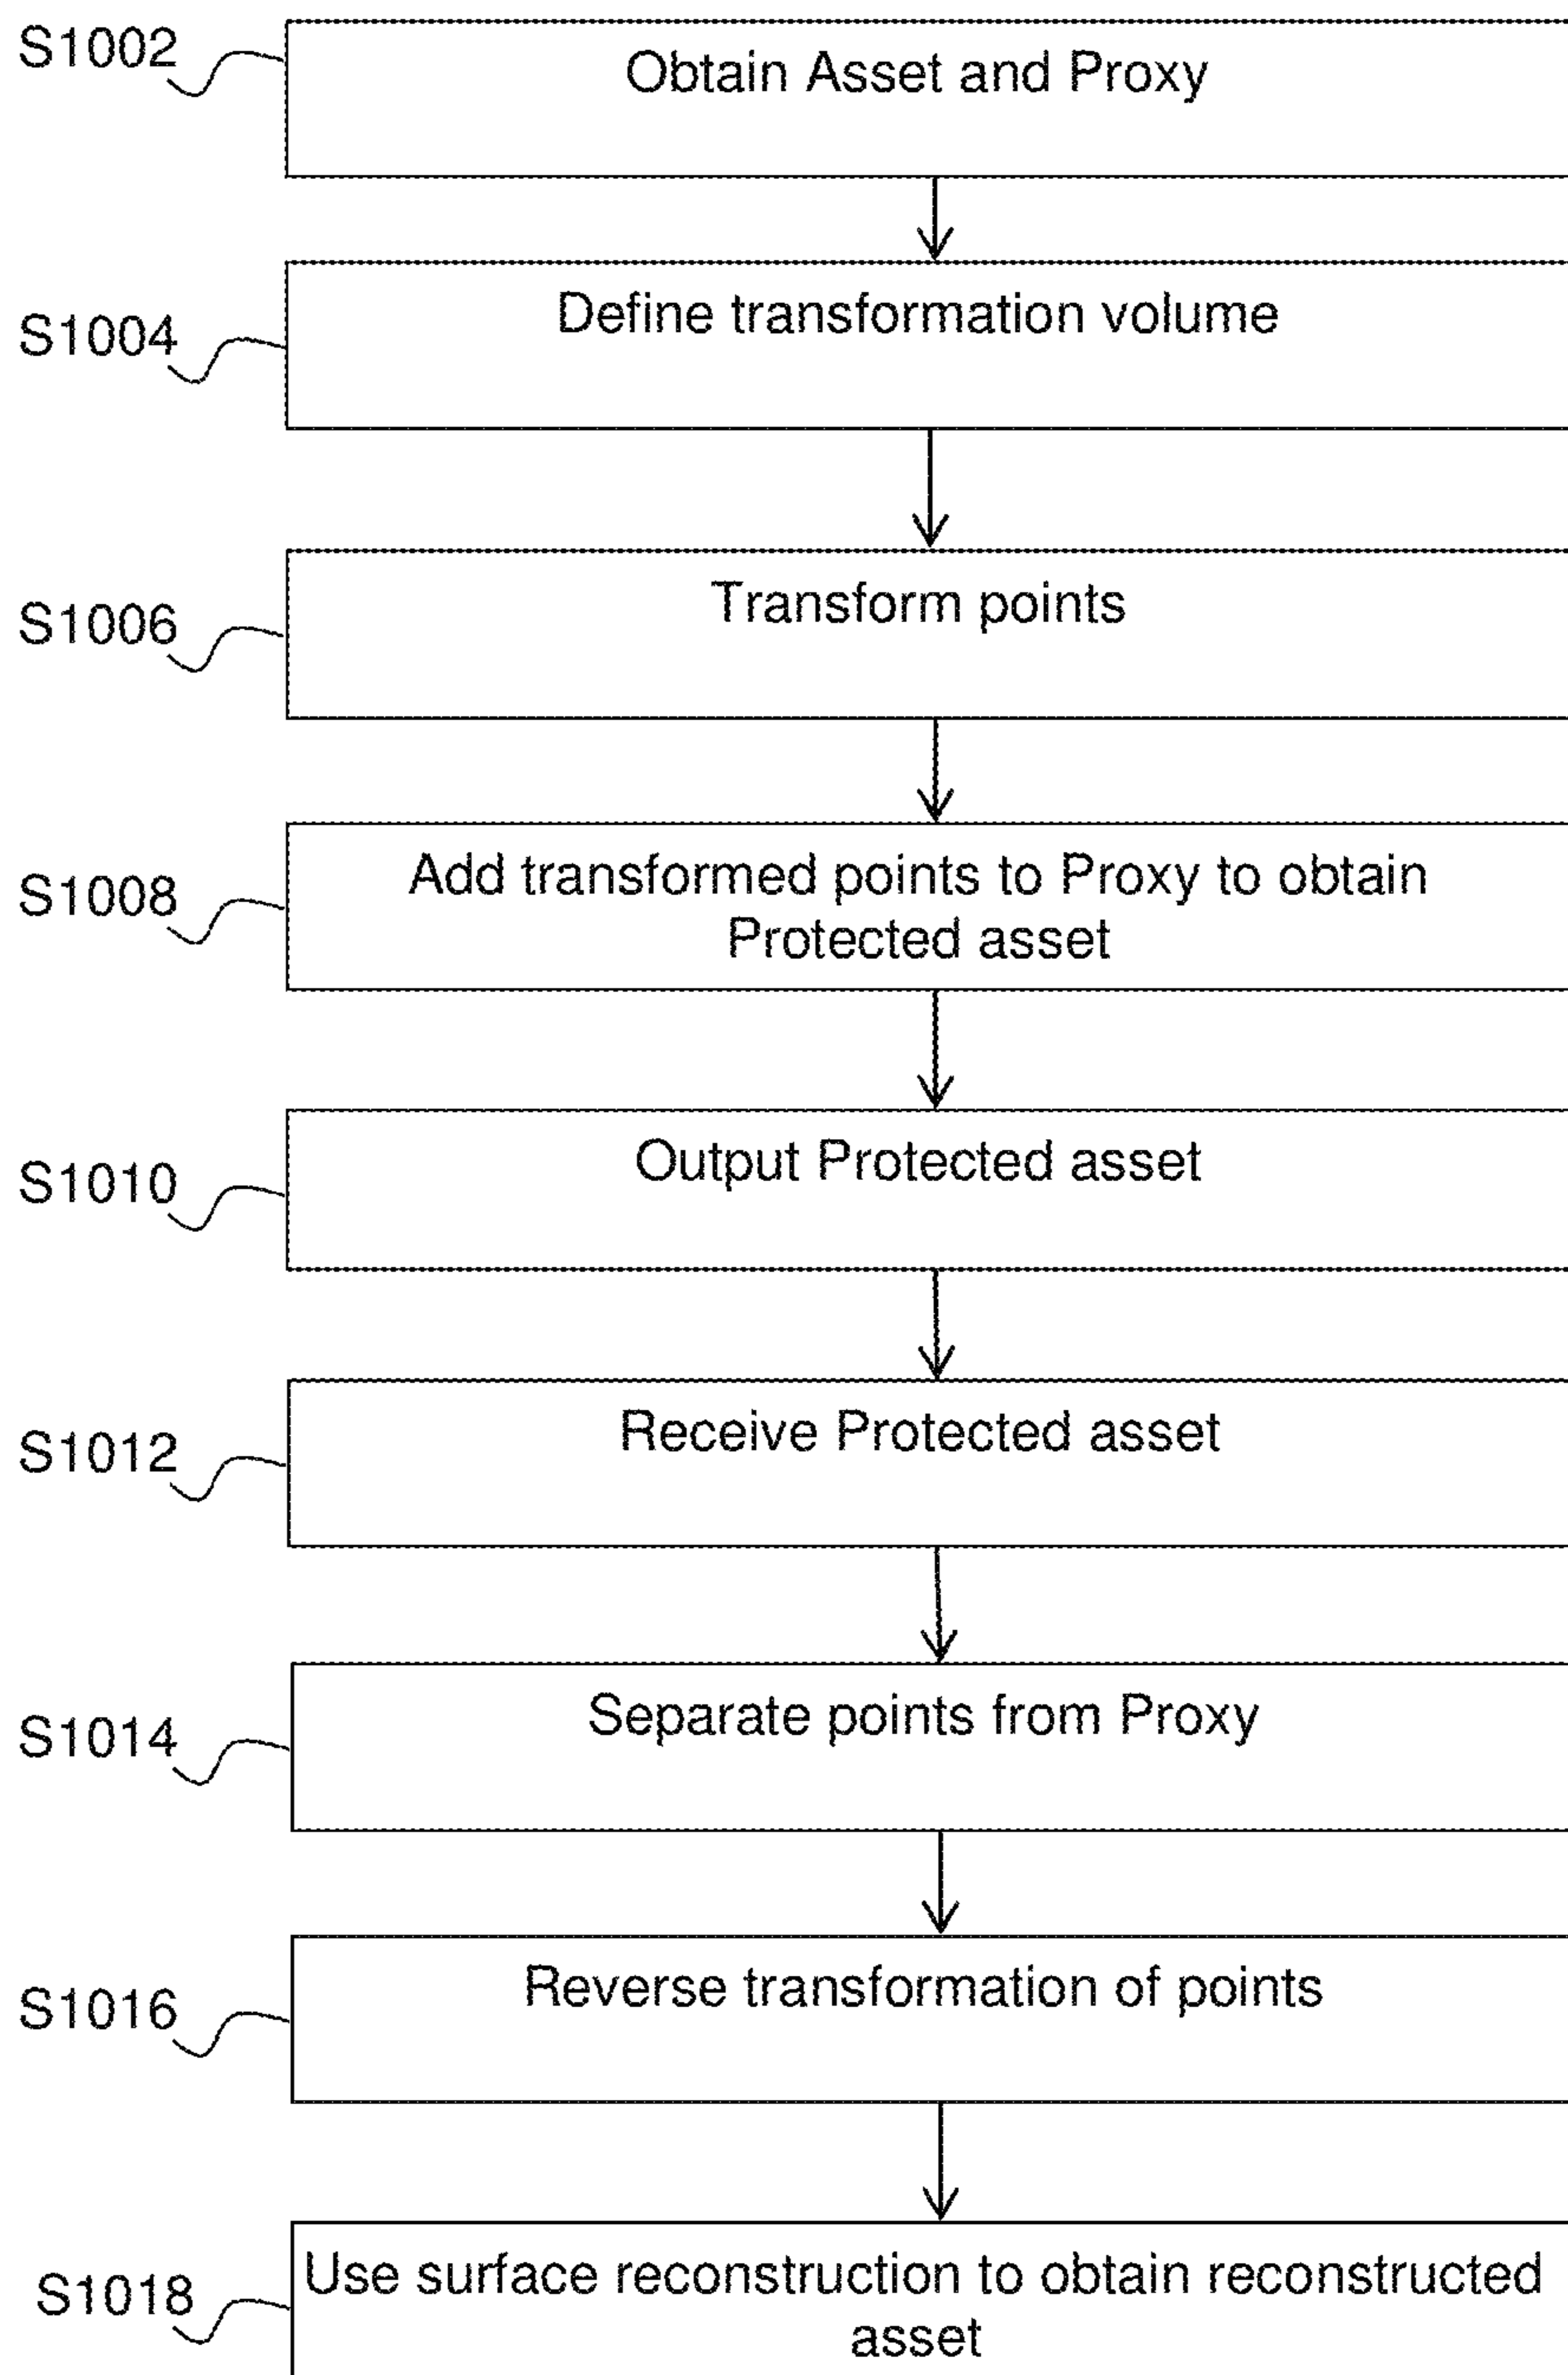 S1002
Obtain Asset and Proxy
S1004
Define transformation volume
S1006
Transform points
S1008
Add transformed points to Proxy to obtain
Protected asset
S1010
Output Protected asset
S1012
Receive Protected asset
S1014
Separate points from Proxy
S1016
Reverse transformation of points
S1018
Use surface reconstruction to obtain reconstructed
asset